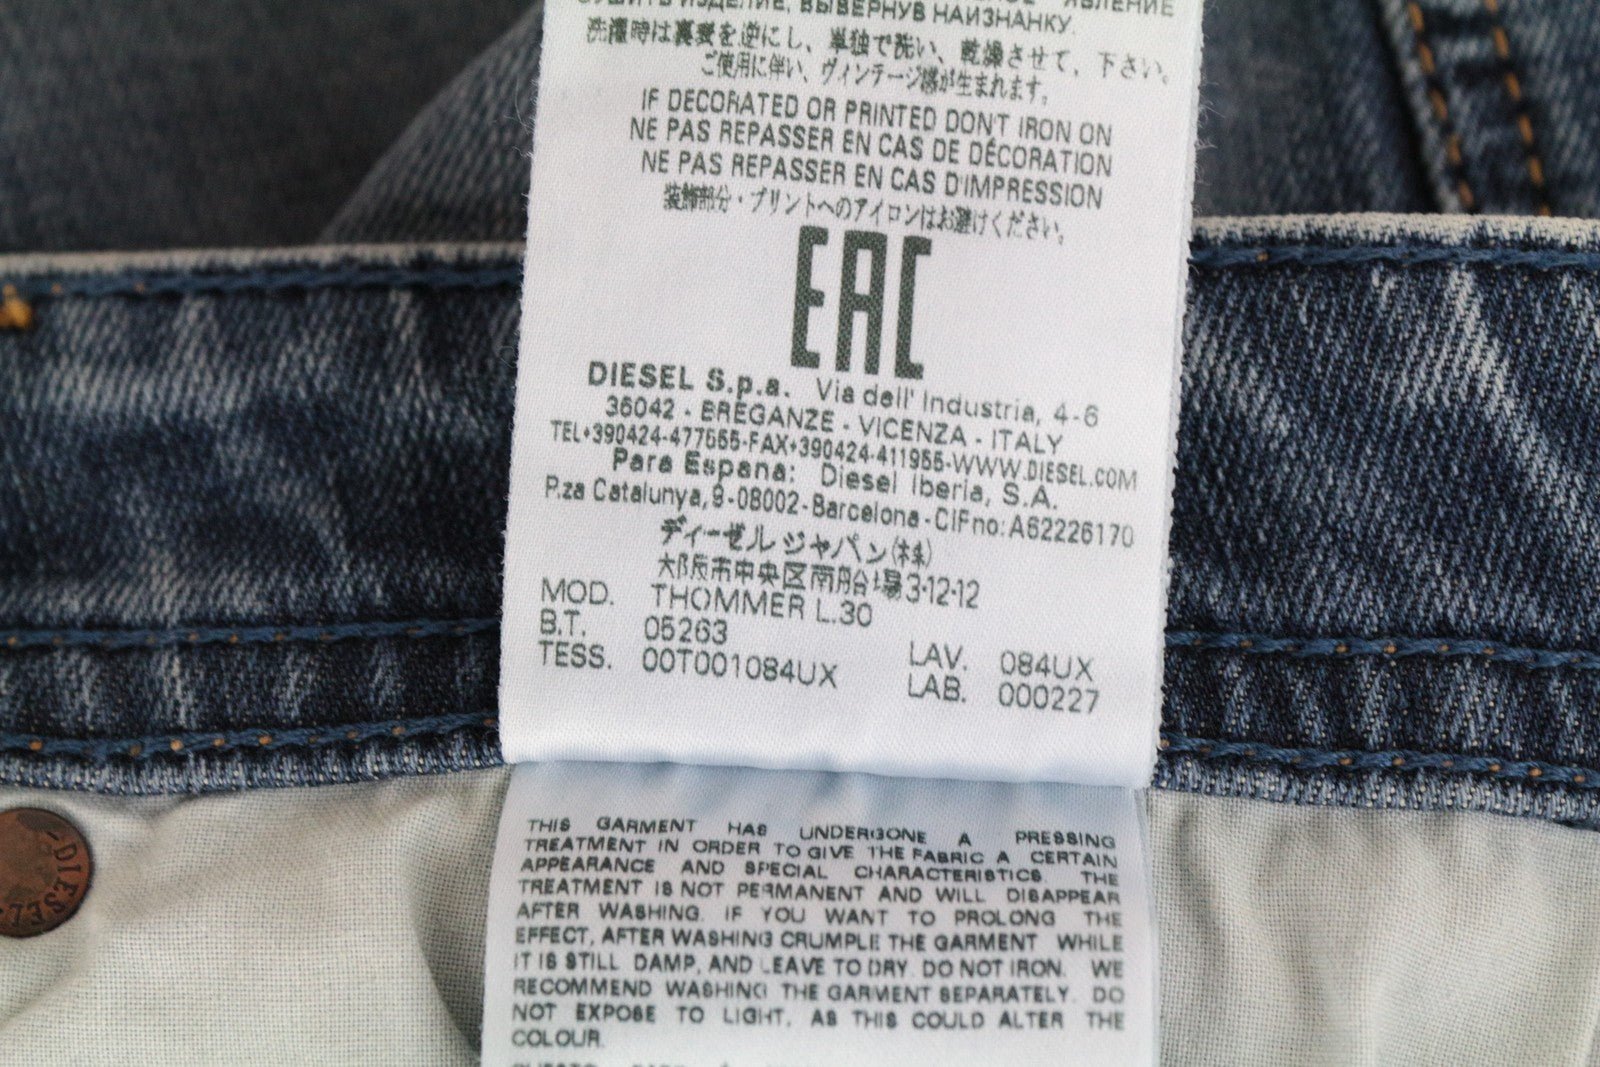 СУШИТЬ ИЗДЕЛИЕ, ВЫВЕРНУВ НАИЗНАНКУ.
洗濯時は裏表を逆にし、単独で洗い、乾燥させて、下さい。
ご使用に伴い、ヴィンテージ感が生まれます。
IF DECORATED OR PRINTED DON'T IRON ON
NE PAS REPASSER EN CAS DE DÉCORATION
NE PAS REPASSER EN CAS D'IMPRESSION
装飾部分・プリントへのアイロンはお避けください。
EAC
DIESEL S.p.a. Via dell' Industria, 4-6
36042 - BREGANZE - VICENZA - ITALY
TEL+390424-477555-FAX+390424-411955-WWW.DIESEL.COM
Para Espana: Diesel Iberia, S.A.
P.za Catalunya,9-08002-Barcelona-CIFno:A62226170
ディーゼルジャパン(株)
大阪市中央区南船場3-12-12
MOD. THOMMER L.30
B.T. 05263
TESS. 00T001084UX
LAV. 084UX
LAB. 000227
THIS GARMENT HAS UNDERGONE A PRESSING
TREATMENT IN ORDER TO GIVE THE FABRIC A CERTAIN
APPEARANCE AND SPECIAL CHARACTERISTICS. THE
TREATMENT IS NOT PERMANENT AND WILL DISAPPEAR
AFTER WASHING. IF YOU WANT TO PROLONG THE
EFFECT, AFTER WASHING CRUMPLE THE GARMENT WHILE
IT IS STILL DAMP, AND LEAVE TO DRY. DO NOT IRON. WE
RECOMMEND WASHING THE GARMENT SEPARATELY. DO
NOT EXPOSE TO LIGHT, AS THIS COULD ALTER THE
COLOUR.
DIESEL